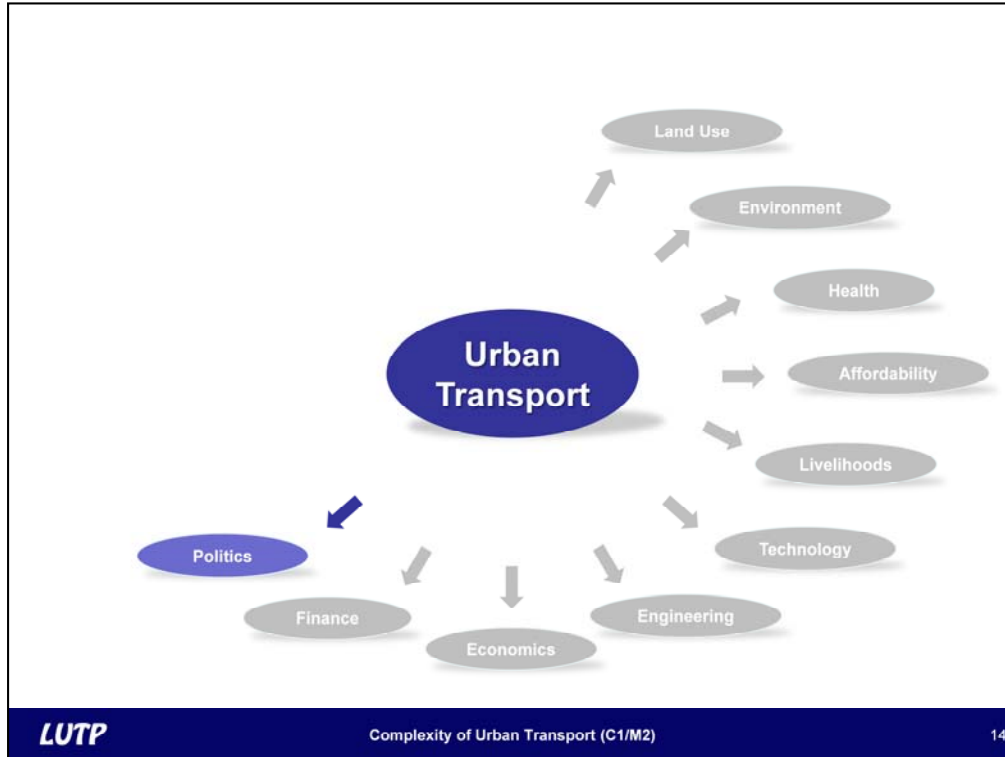 Land Use
Environment
Health
Affordability
Livelihoods
Technology
Engineering
Economics
Finance
Politics
Urban
Transport
LUTP
Complexity of Urban Transport (C1/M2)
14